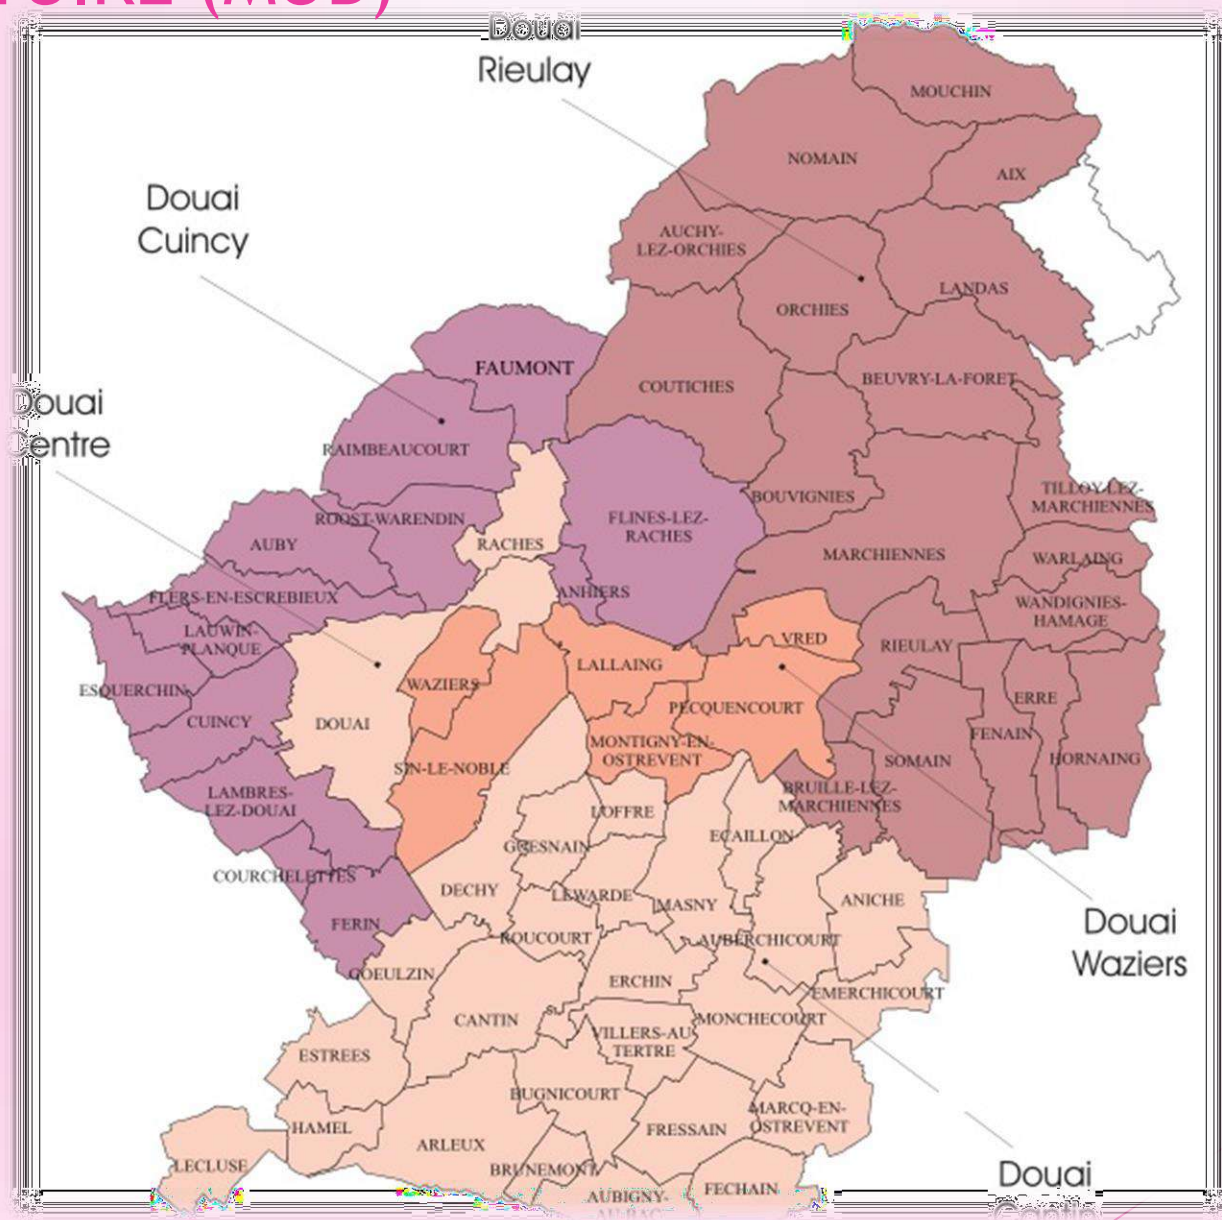 (MOD)
Douai
Rieulay
MOUCHIN
NOMAIN
AIX
Douai
Cuincy
AUCHY-
LEZ-ORCHIES
LANDAS
ORCHIES
FAUMONT
COUTICHES
BEUVRY-LA-FORET
Douai
Centre
RAIMBEAUCOURT
BOUVIGNIES
TILLOY-LEZ-
MARCHIENNES
ROOST-WARENDIN
FLINES-LEZ-
RACHES
AUBY
RACHES
MARCHIENNES
WARLAING
FLERS-EN-ESCREBIEUX
ANHIERS
WANDIGNIES-
HAMAGE
LAUWIN-
PLANQUE
VRED
RIEULAY
LALLAING
ESQUERCHIN
WAZIERS
ERRE
CUINCY
DOUAI
PECQUENCOURT
FENAIN
MONTIGNY-EN-
OSTREVENT
SOMAIN
HORNAING
SIN-LE-NOBLE
LAMBRES-
LEZ-DOUAI
BRUILLE-LEZ-
MARCHIENNES
LOFFRE
ECAILLON
GUESNAIN
COURCHELETTES
DECHY
LEWARDE
MASNY
ANICHE
FERIN
ROUCOURT
AUBERCHICOURT
Douai
Waziers
GOEULZIN
ERCHIN
EMERCHICOURT
CANTIN
MONCHECOURT
VILLERS-AU
TERTRE
ESTREES
BUGNICOURT
MARCQ-EN-
OSTREVENT
HAMEL
FRESSAIN
ARLEUX
LECLUSE
BRUNEMONT
Douai
FECHAIN
AUBIGNY-
AU-BAC
Cantin